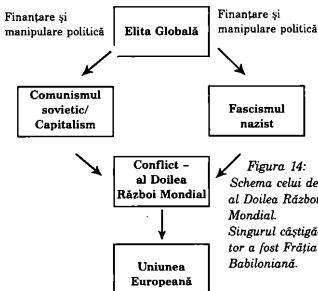 Finanțare și
manipulare politică
Elita Globală
Finanțare și
manipulare politică
Comunismul
sovietic/
Capitalism
Fascismul
nazist
Conflict –
al Doilea
Război Mondial
Figura 14:
Schema celui de
al Doilea Război
Mondial.
Singurul câștigă-
tor a fost Frăția
Babiloniană.
Uniunea
Europeană